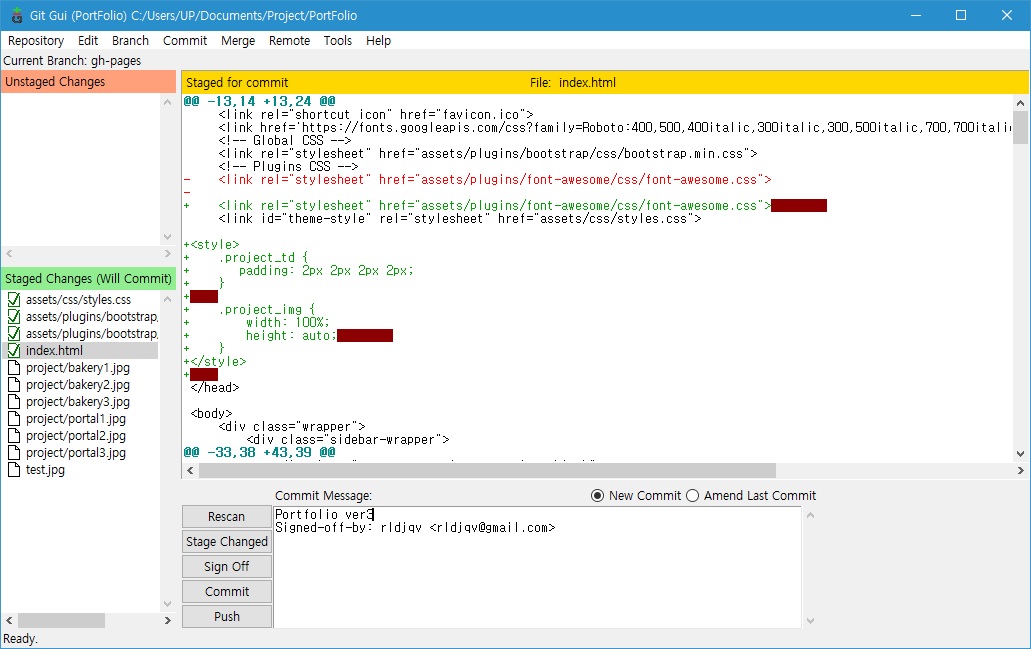 Git Gui (PortFolio) C:/Users/UP/Documents/Project/PortFolio
Repository Edit Branch Commit Merge Remote Tools Help
Current Branch: gh-pages
Unstaged Changes
Staged Changes (Will Commit)
assets/css/styles.css
assets/plugins/bootstrap,
assets/plugins/bootstrap,
index.html
project/bakery1.jpg
project/bakery2.jpg
project/bakery3.jpg
project/portal1.jpg
project/portal2.jpg
project/portal3.jpg
test.jpg
Staged for commit File: index.html
@@ -13,14 +13,24 @@
<link rel="shortcut icon" href="favicon.ico">
<link href='https://fonts.googleapis.com/css?family=Roboto:400,500,400italic,300italic,300,500italic,700,700itali
<!-- Global CSS -->
<link rel="stylesheet" href="assets/plugins/bootstrap/css/bootstrap.min.css">
<!-- Plugins CSS -->
- <link rel="stylesheet" href="assets/plugins/font-awesome/css/font-awesome.css">
-
+ <link rel="stylesheet" href="assets/plugins/font-awesome/css/font-awesome.css">
<link id="theme-style" rel="stylesheet" href="assets/css/styles.css">
+<style>
+ .project_td {
+ padding: 2px 2px 2px 2px;
+ }
+
+ .project_img {
+ width: 100%;
+ height: auto;
+ }
+</style>
+
</head>
<body>
<div class="wrapper">
<div class="sidebar-wrapper">
@@ -33,38 +43,39 @@
Commit Message: New Commit Amend Last Commit
Rescan
Stage Changed
Sign Off
Commit
Push
Portfolio ver3
Signed-off-by: rldjqv <rldjqv@gmail.com>
Ready.